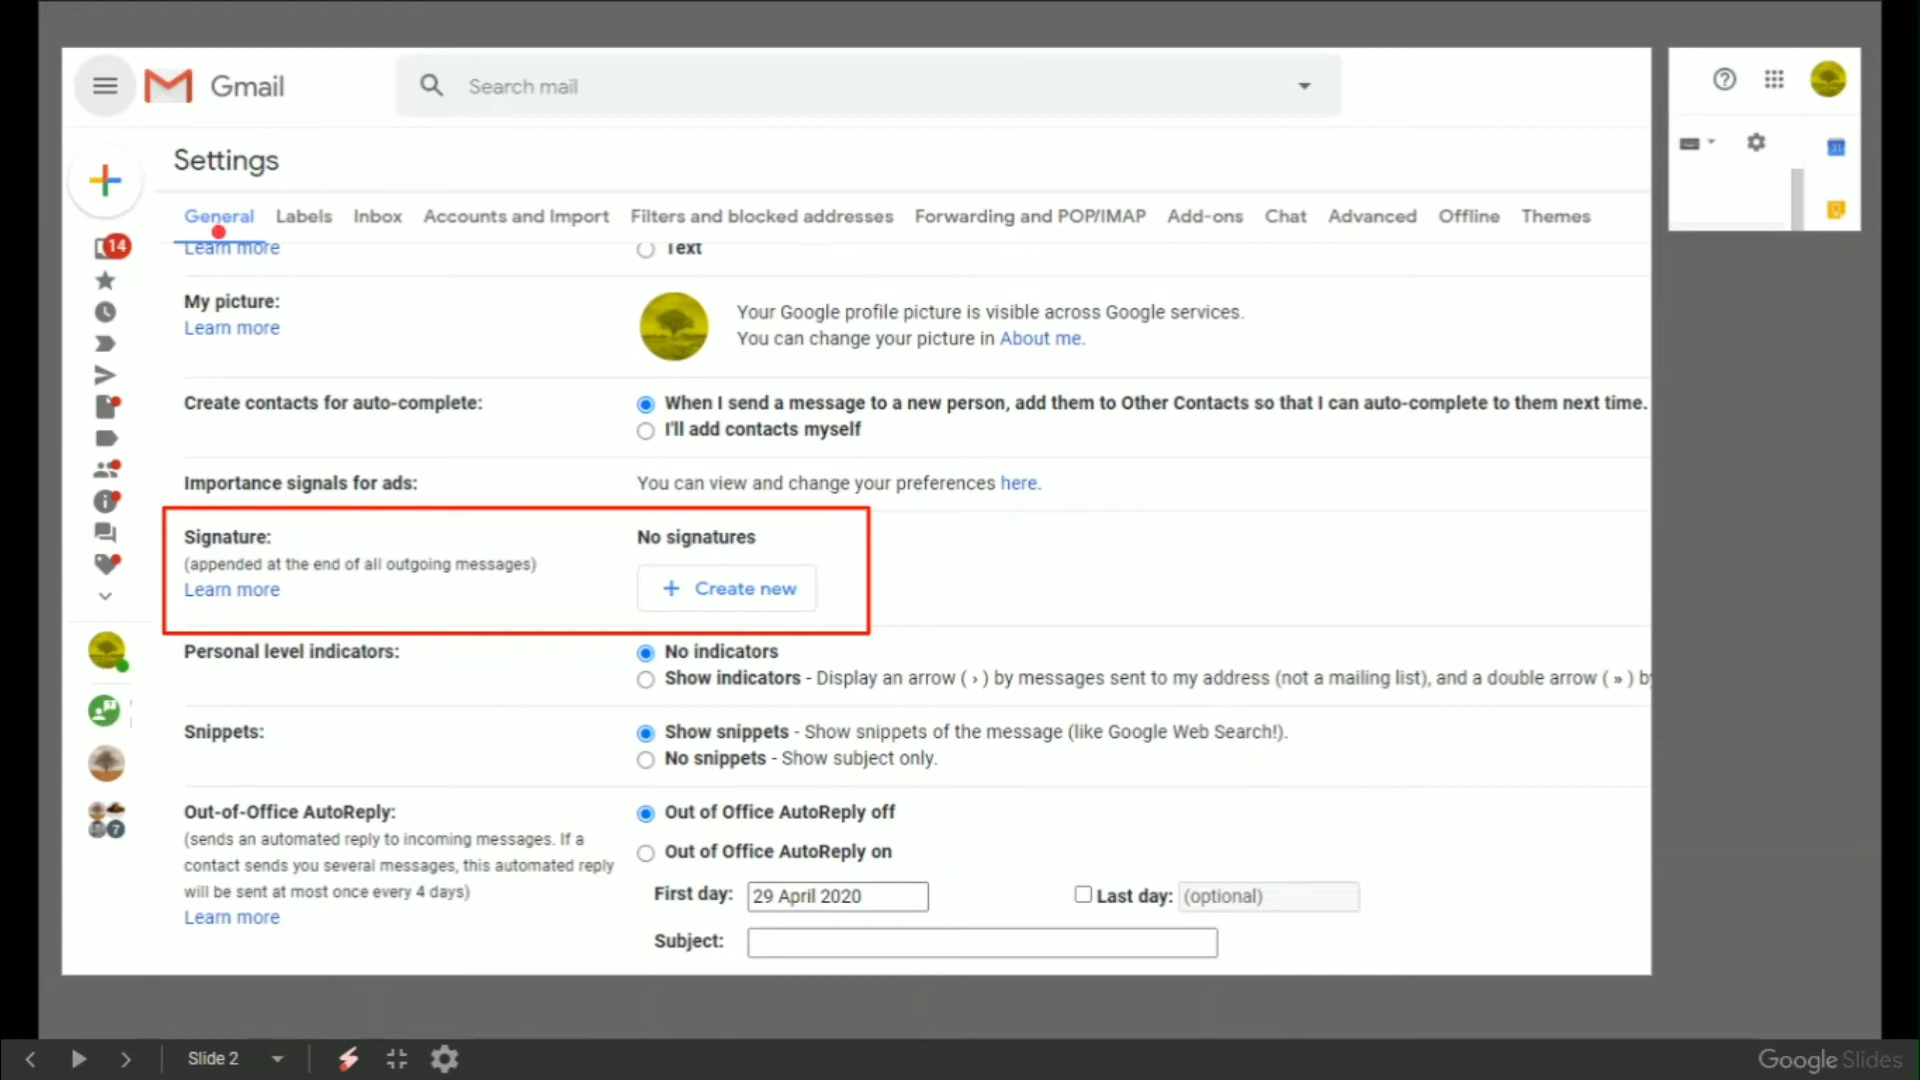 Gmail
Search mail
Settings
General Labels Inbox Accounts and Import Filters and blocked addresses Forwarding and POP/IMAP Add-ons Chat Advanced Offline Themes
14
Learn more
Text
My picture:
Learn more
Your Google profile picture is visible across Google services.
You can change your picture in About me.
Create contacts for auto-complete:
When I send a message to a new person, add them to Other Contacts so that I can auto-complete to them next time.
I'll add contacts myself
Importance signals for ads:
You can view and change your preferences here.
Signature:
(appended at the end of all outgoing messages)
Learn more
No signatures
+ Create new
Personal level indicators:
No indicators
Show indicators - Display an arrow ( › ) by messages sent to my address (not a mailing list), and a double arrow ( » ) by
Snippets:
Show snippets - Show snippets of the message (like Google Web Search!).
No snippets - Show subject only.
Out-of-Office AutoReply:
(sends an automated reply to incoming messages. If a
contact sends you several messages, this automated reply
will be sent at most once every 4 days)
Learn more
Out of Office AutoReply off
Out of Office AutoReply on
First day: 29 April 2020
Last day: (optional)
Subject:
7
31
Slide 2
Google Slides